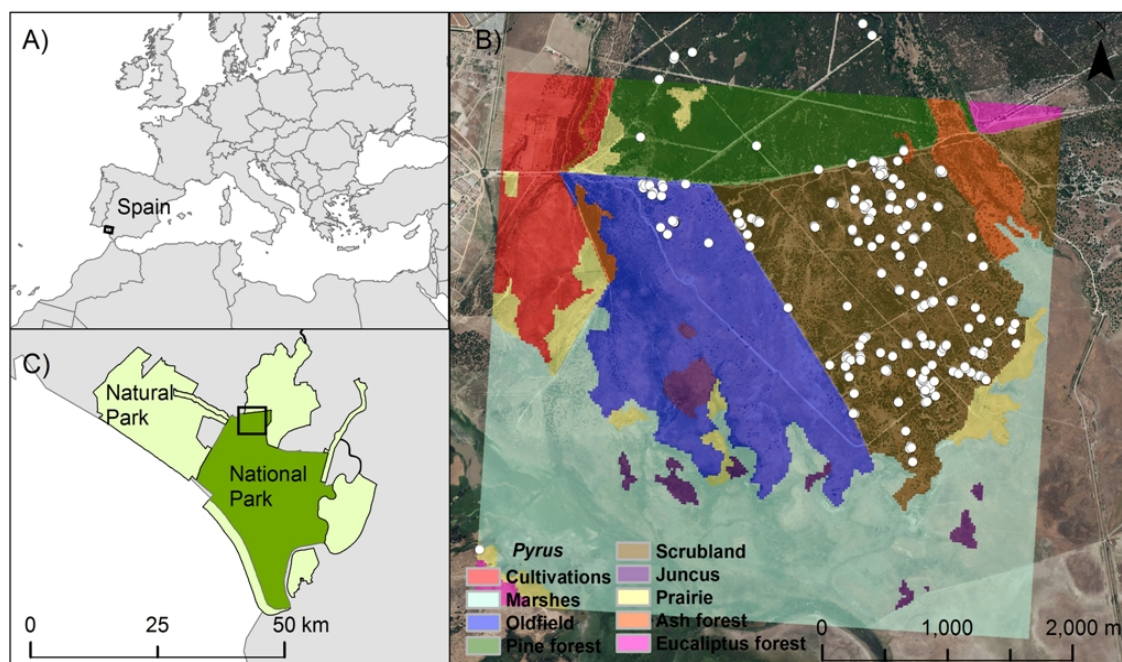 A)
Spain
B)
N
C)
Natural
Park
National
Park
0 25 50 km
Pyrus
Cultivations
Marshes
Oldfield
Pine forest
Scrubland
Juncus
Prairie
Ash forest
Eucaliptus forest
0 1,000 2,000 m